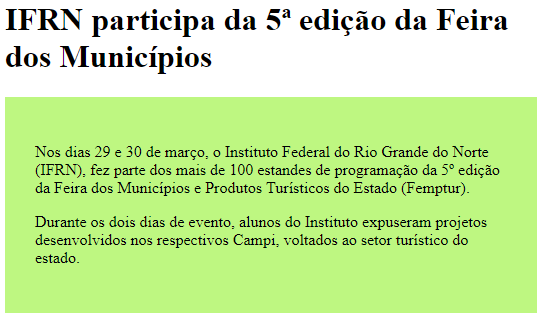 IFRN participa da 5ª edição da Feira
dos Municípios
Nos dias 29 e 30 de março, o Instituto Federal do Rio Grande do Norte
(IFRN), fez parte dos mais de 100 estandes de programação da 5º edição
da Feira dos Municípios e Produtos Turísticos do Estado (Femptur).
Durante os dois dias de evento, alunos do Instituto expuseram projetos
desenvolvidos nos respectivos Campi, voltados ao setor turístico do
estado.